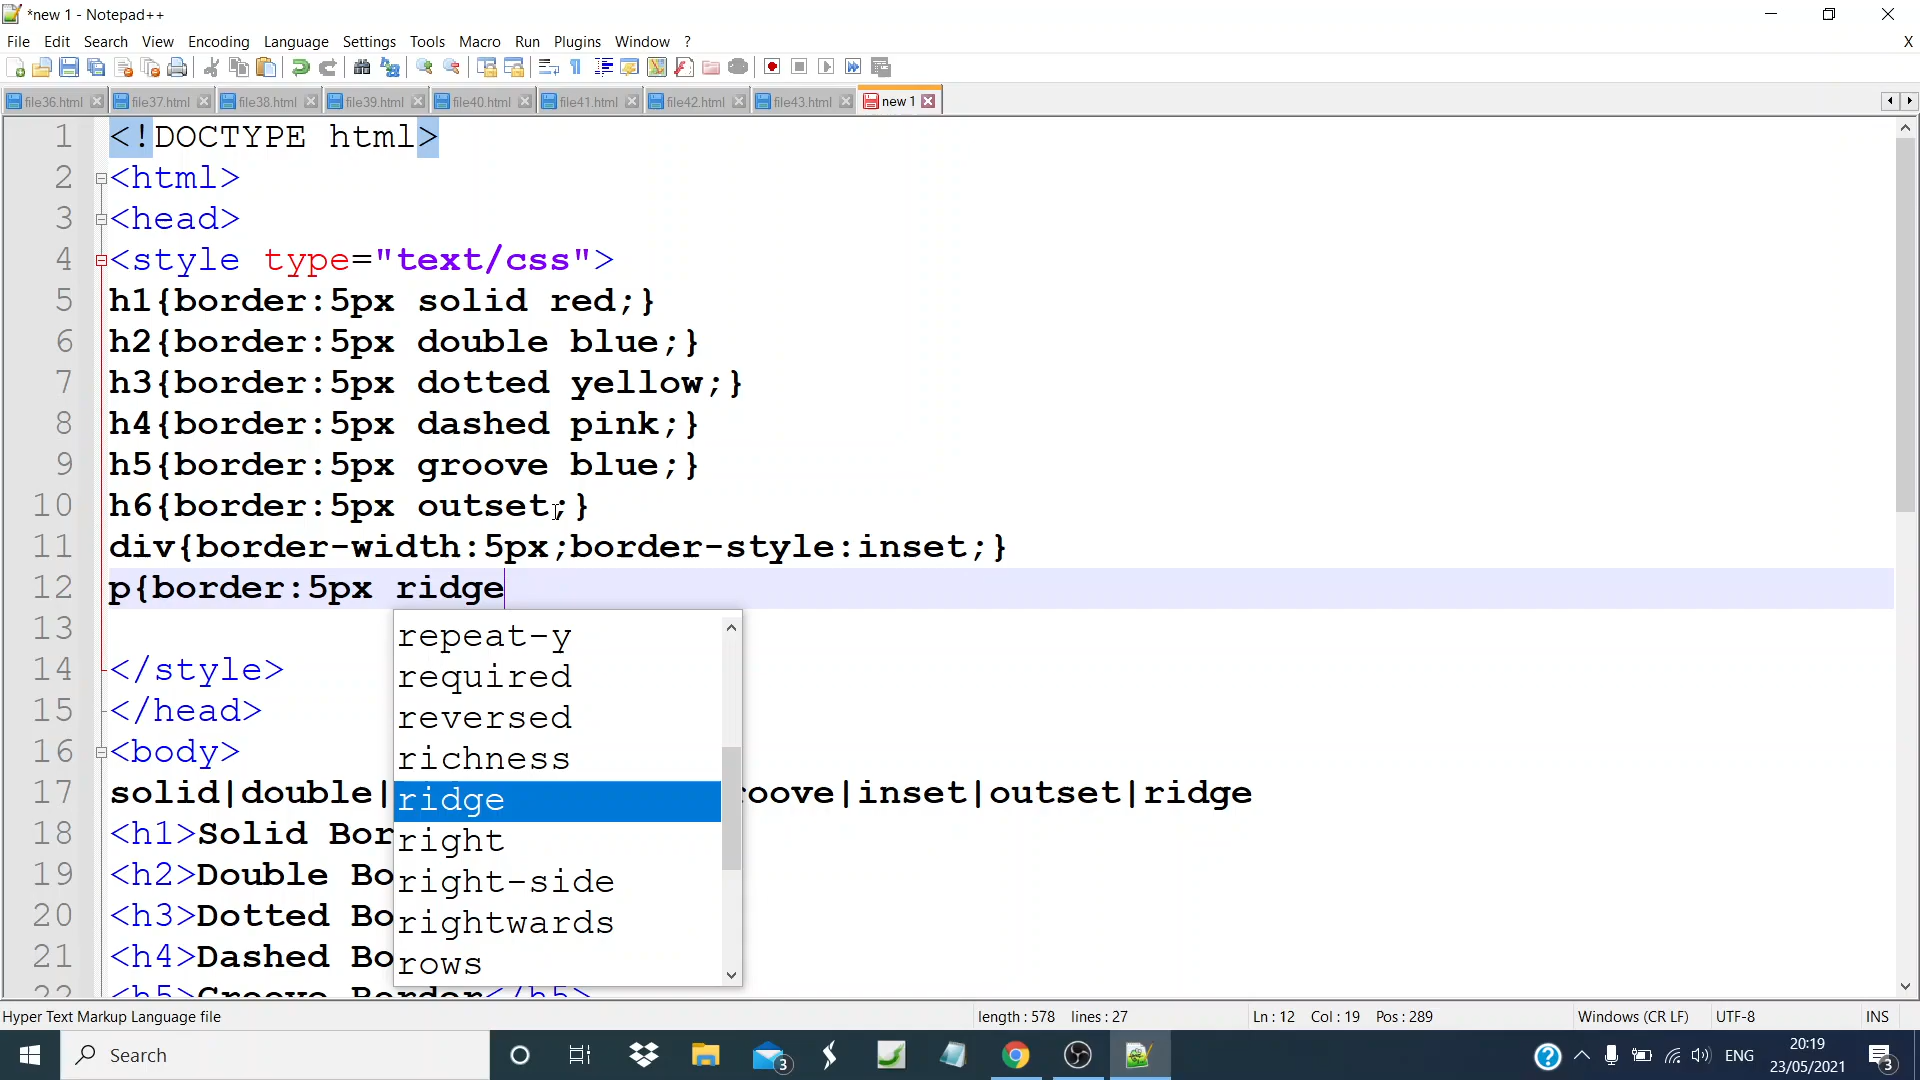 *new 1 - Notepad++
File Edit Search View Encoding Language Settings Tools Macro Run Plugins Window ? X
file36.html file37.html file38.html file39.html file40.html file41.html file42.html file43.html new 1
1 <!DOCTYPE html>
2 <html>
3 <head>
4 <style type="text/css">
5 h1{border:5px solid red;}
6 h2{border:5px double blue;}
7 h3{border:5px dotted yellow;}
8 h4{border:5px dashed pink;}
9 h5{border:5px groove blue;}
10 h6{border:5px outset;}
11 div{border-width:5px;border-style:inset;}
12 p{border:5px ridge
13
14 </style>
15 </head>
16 <body>
17 solid|double| oove|inset|outset|ridge
18 <h1>Solid Bor
19 <h2>Double Bo
20 <h3>Dotted Bo
21 <h4>Dashed Bo
22 <h5>Groove Border</h5>
repeat-y
required
reversed
richness
ridge
right
right-side
rightwards
rows
Hyper Text Markup Language file length : 578 lines : 27 Ln : 12 Col : 19 Pos : 289 Windows (CR LF) UTF-8 INS
Search 3 ENG 20:19 3
23/05/2021